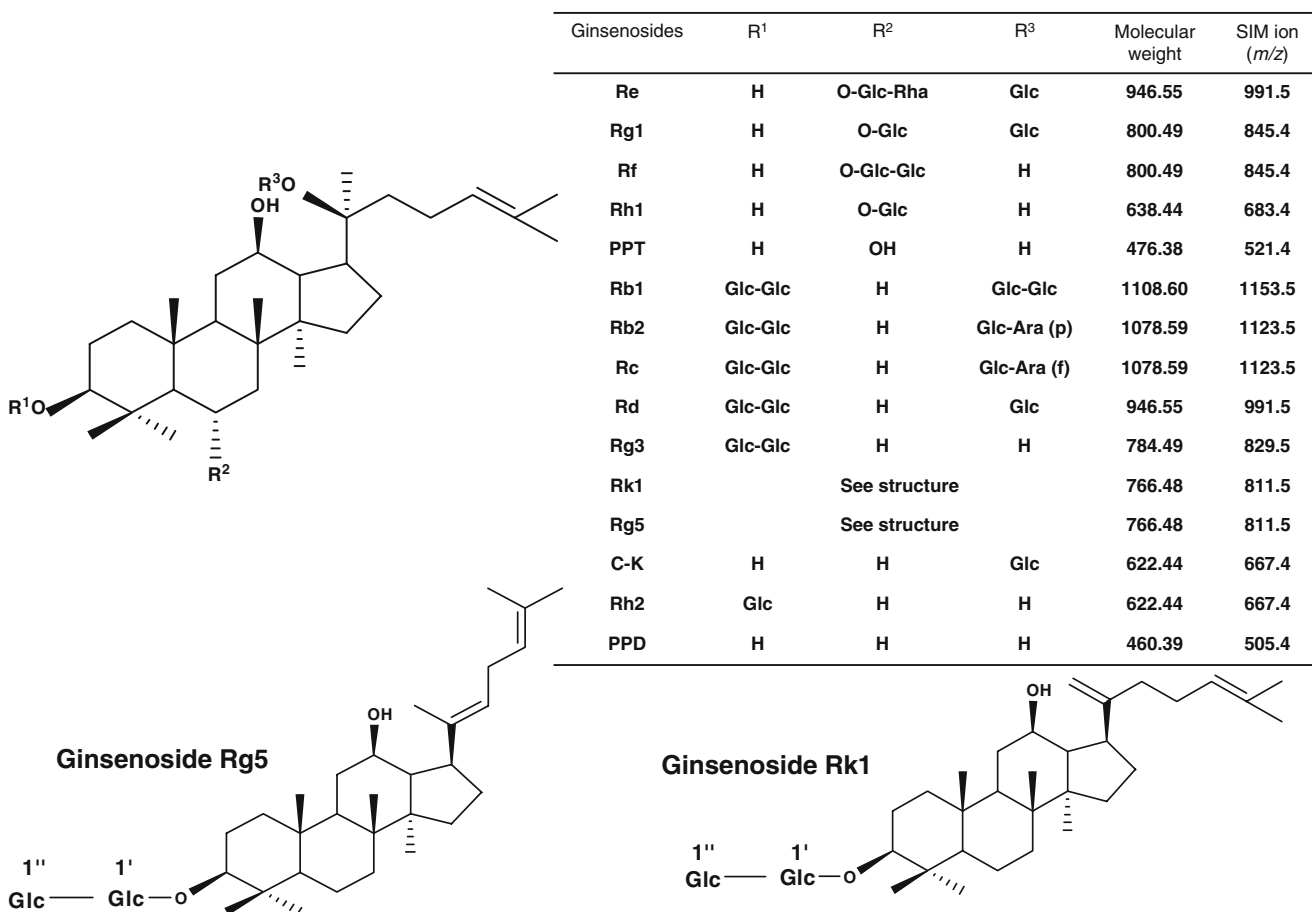 Ginsenosides R¹ R² R³ Molecular weight SIM ion (m/z)
Re H O-Glc-Rha Glc 946.55 991.5
Rg1 H O-Glc Glc 800.49 845.4
Rf H O-Glc-Glc H 800.49 845.4
Rh1 H O-Glc H 638.44 683.4
PPT H OH H 476.38 521.4
Rb1 Glc-Glc H Glc-Glc 1108.60 1153.5
Rb2 Glc-Glc H Glc-Ara (p) 1078.59 1123.5
Rc Glc-Glc H Glc-Ara (f) 1078.59 1123.5
Rd Glc-Glc H Glc 946.55 991.5
Rg3 Glc-Glc H H 784.49 829.5
Rk1 See structure 766.48 811.5
Rg5 See structure 766.48 811.5
C-K H H Glc 622.44 667.4
Rh2 Glc H H 622.44 667.4
PPD H H H 460.39 505.4
R³O
OH
R¹O
R²
OH
Ginsenoside Rg5
1'' 1'
Glc Glc O
OH
Ginsenoside Rk1
1'' 1'
Glc Glc O